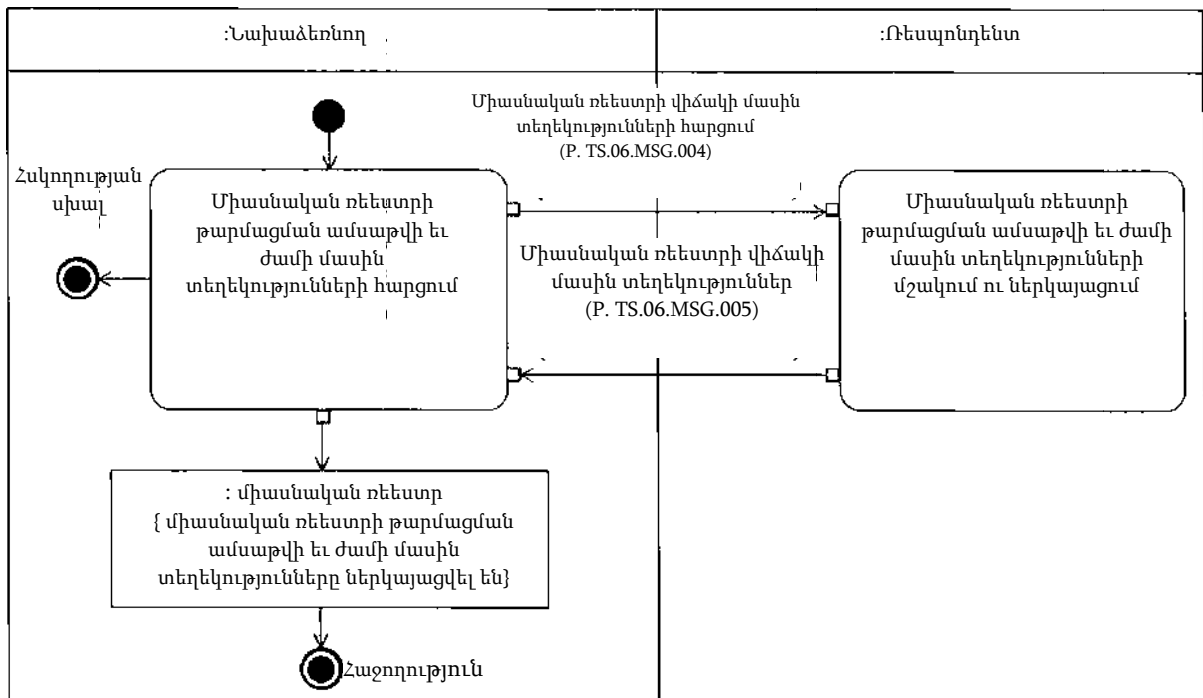 :Նախաձեռնող
:Ռեսպոնդենտ
Միասնական ռեեստրի վիճակի մասին
տեղեկությունների հարցում
(P. TS.06.MSG.004)
Հսկողության
սխալ
Միասնական ռեեստրի
թարմացման ամսաթվի եւ
ժամի մասին
տեղեկությունների հարցում
Միասնական ռեեստրի վիճակի
մասին տեղեկություններ
(P. TS.06.MSG.005)
Միասնական ռեեստրի
թարմացման ամսաթվի եւ ժամի
մասին տեղեկությունների
մշակում ու ներկայացում
: միասնական ռեեստր
{ միասնական ռեեստրի թարմացման
ամսաթվի եւ ժամի մասին
տեղեկությունները ներկայացվել են}
Հաջողություն